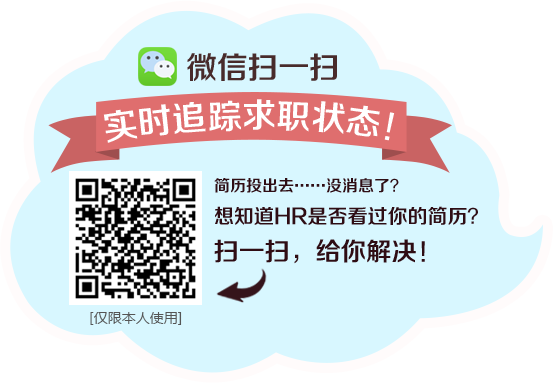 微信扫一扫
实时追踪求职状态！
简历投出去……没消息了？
想知道HR是否看过你的简历？
扫一扫，给你解决！
[仅限本人使用]